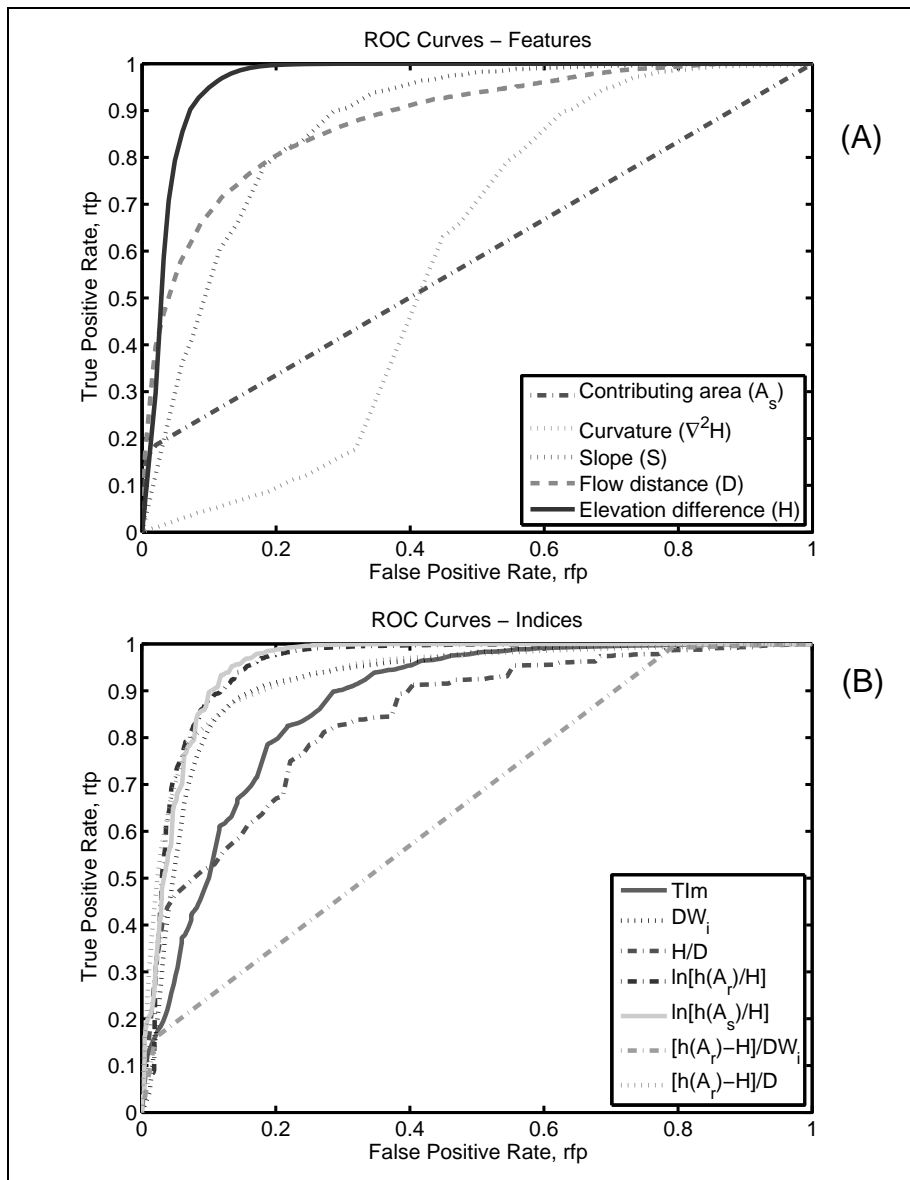 ROC Curves – Features
(A)
True Positive Rate, rtp
1
0.9
0.8
0.7
0.6
0.5
0.4
0.3
0.2
0.1
0
0 0.2 0.4 0.6 0.8 1
False Positive Rate, rfp
Contributing area (A_s)
Curvature (∇²H)
Slope (S)
Flow distance (D)
Elevation difference (H)
ROC Curves – Indices
(B)
True Positive Rate, rtp
1
0.9
0.8
0.7
0.6
0.5
0.4
0.3
0.2
0.1
0
0 0.2 0.4 0.6 0.8 1
False Positive Rate, rfp
TIm
DW_i
H/D
ln[h(A_r)/H]
ln[h(A_s)/H]
[h(A_r)–H]/DW_i
[h(A_r)–H]/D